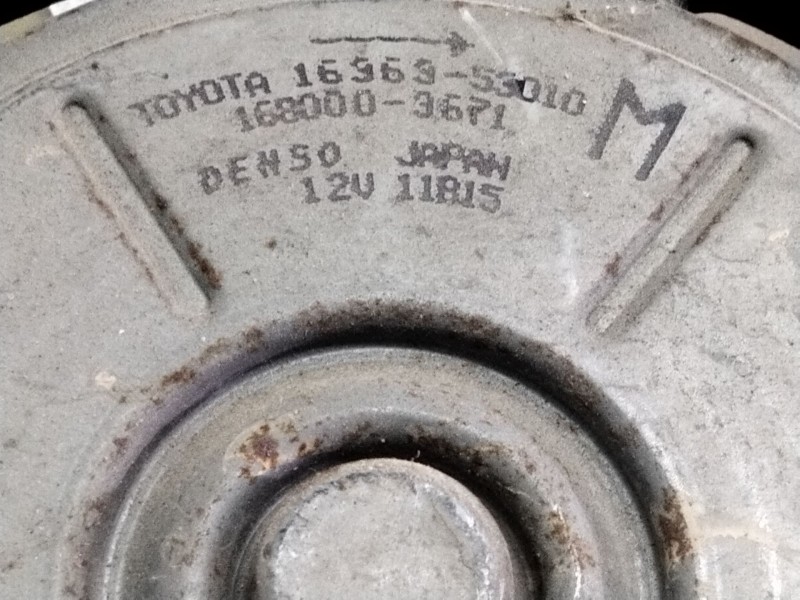 TOYOTA 16363-53010
168000-3671
M
DENSO JAPAN
12V 11815